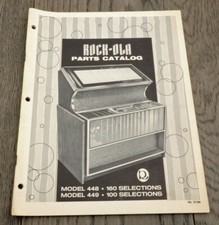 ROCK-OLA
PARTS CATALOG
MODEL 448 • 160 SELECTIONS
MODEL 449 • 100 SELECTIONS